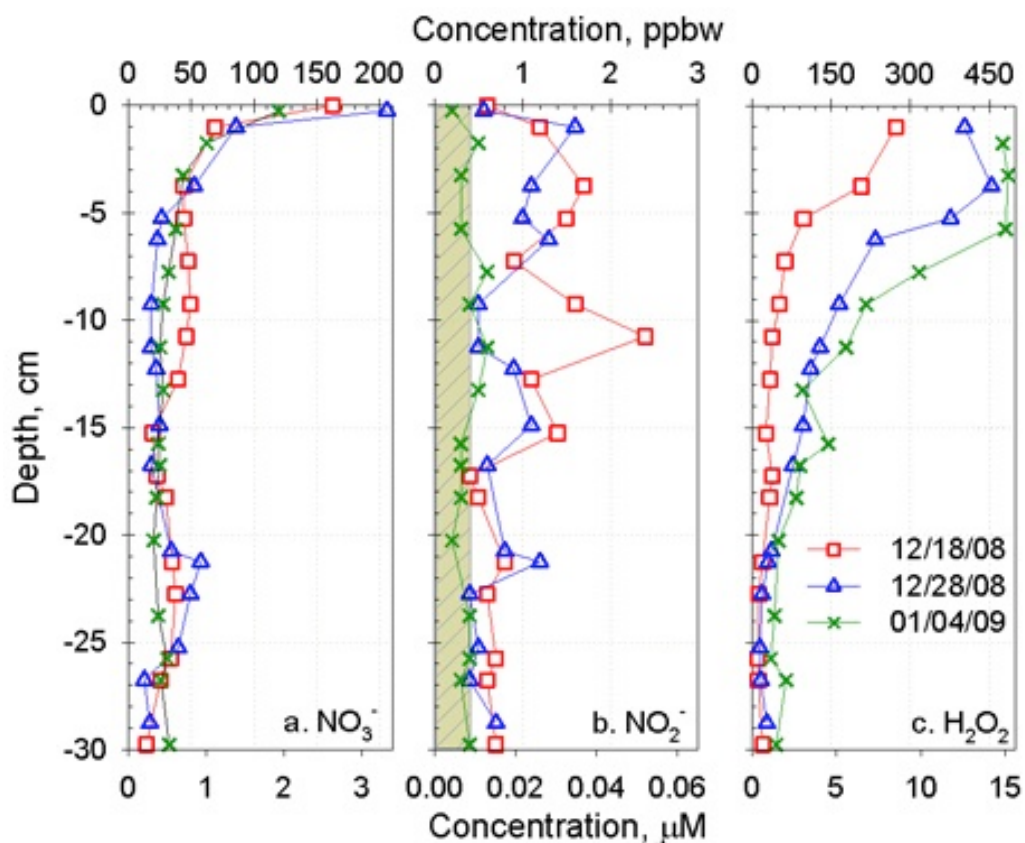 Concentration, ppbw
0 50 100 150 200 0 1 2 3 0 150 300 450
0
-5
-10
-15
-20
-25
-30
Depth, cm
12/18/08
12/28/08
01/04/09
a. NO₃⁻ b. NO₂⁻ c. H₂O₂
0 1 2 3 0.00 0.02 0.04 0.06 0 5 10 15
Concentration, μM